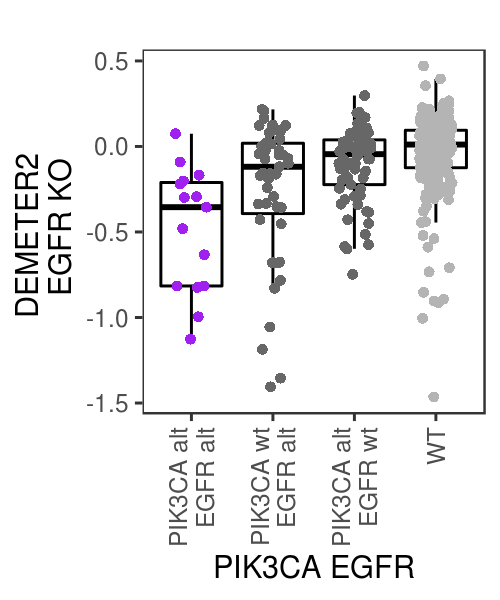 DEMETER2
EGFR KO
0.5
0.0
-0.5
-1.0
-1.5
PIK3CA alt
EGFR alt
PIK3CA wt
EGFR alt
PIK3CA alt
EGFR wt
WT
PIK3CA EGFR